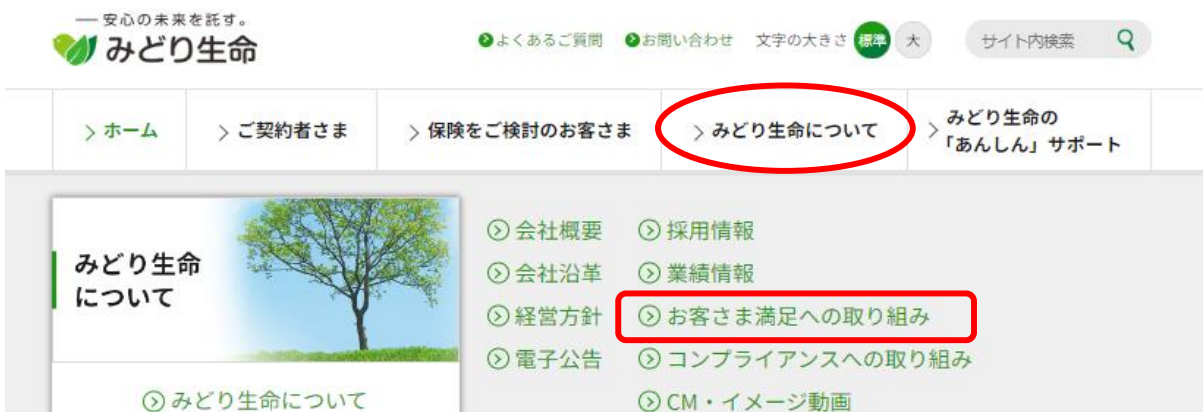 安心の未来を託す。
みどり生命
よくあるご質問 お問い合わせ 文字の大きさ 標準 大 サイト内検索
ホーム ご契約者さま 保険をご検討のお客さま みどり生命について みどり生命の
「あんしん」サポート
みどり生命
について
みどり生命について
会社概要 採用情報
会社沿革 業績情報
経営方針 お客さま満足への取り組み
電子公告 コンプライアンスへの取り組み
CM・イメージ動画